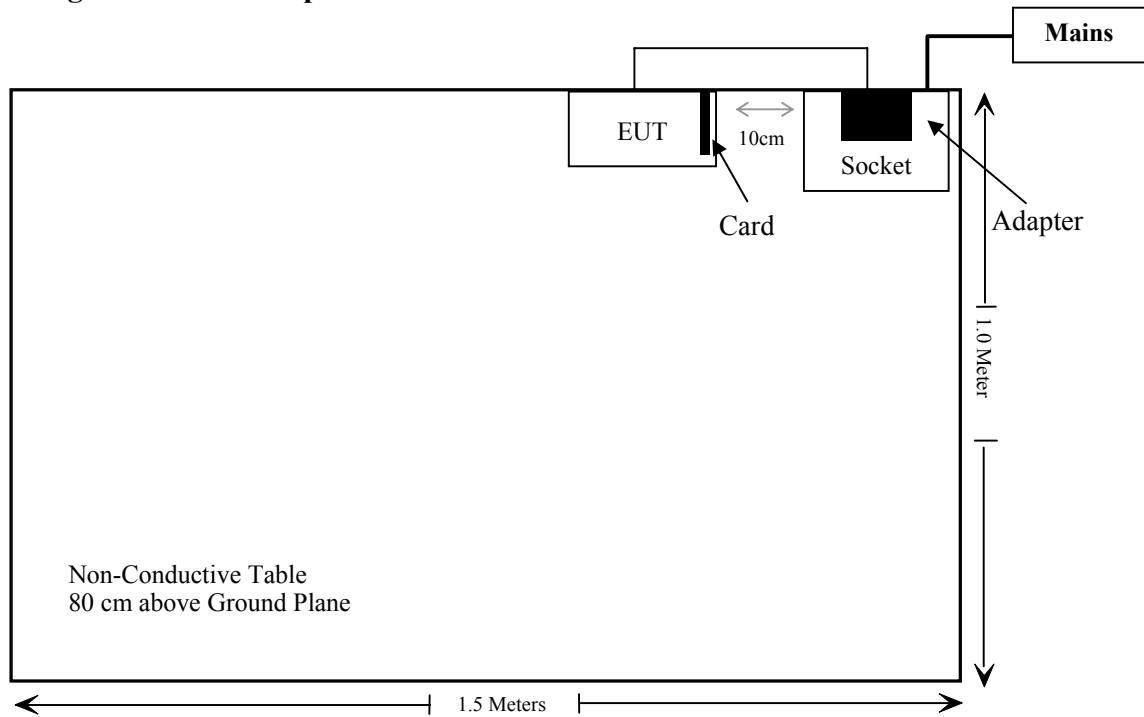 Mains
EUT
10cm
Socket
Card
Adapter
1.0 Meter
Non-Conductive Table
80 cm above Ground Plane
1.5 Meters